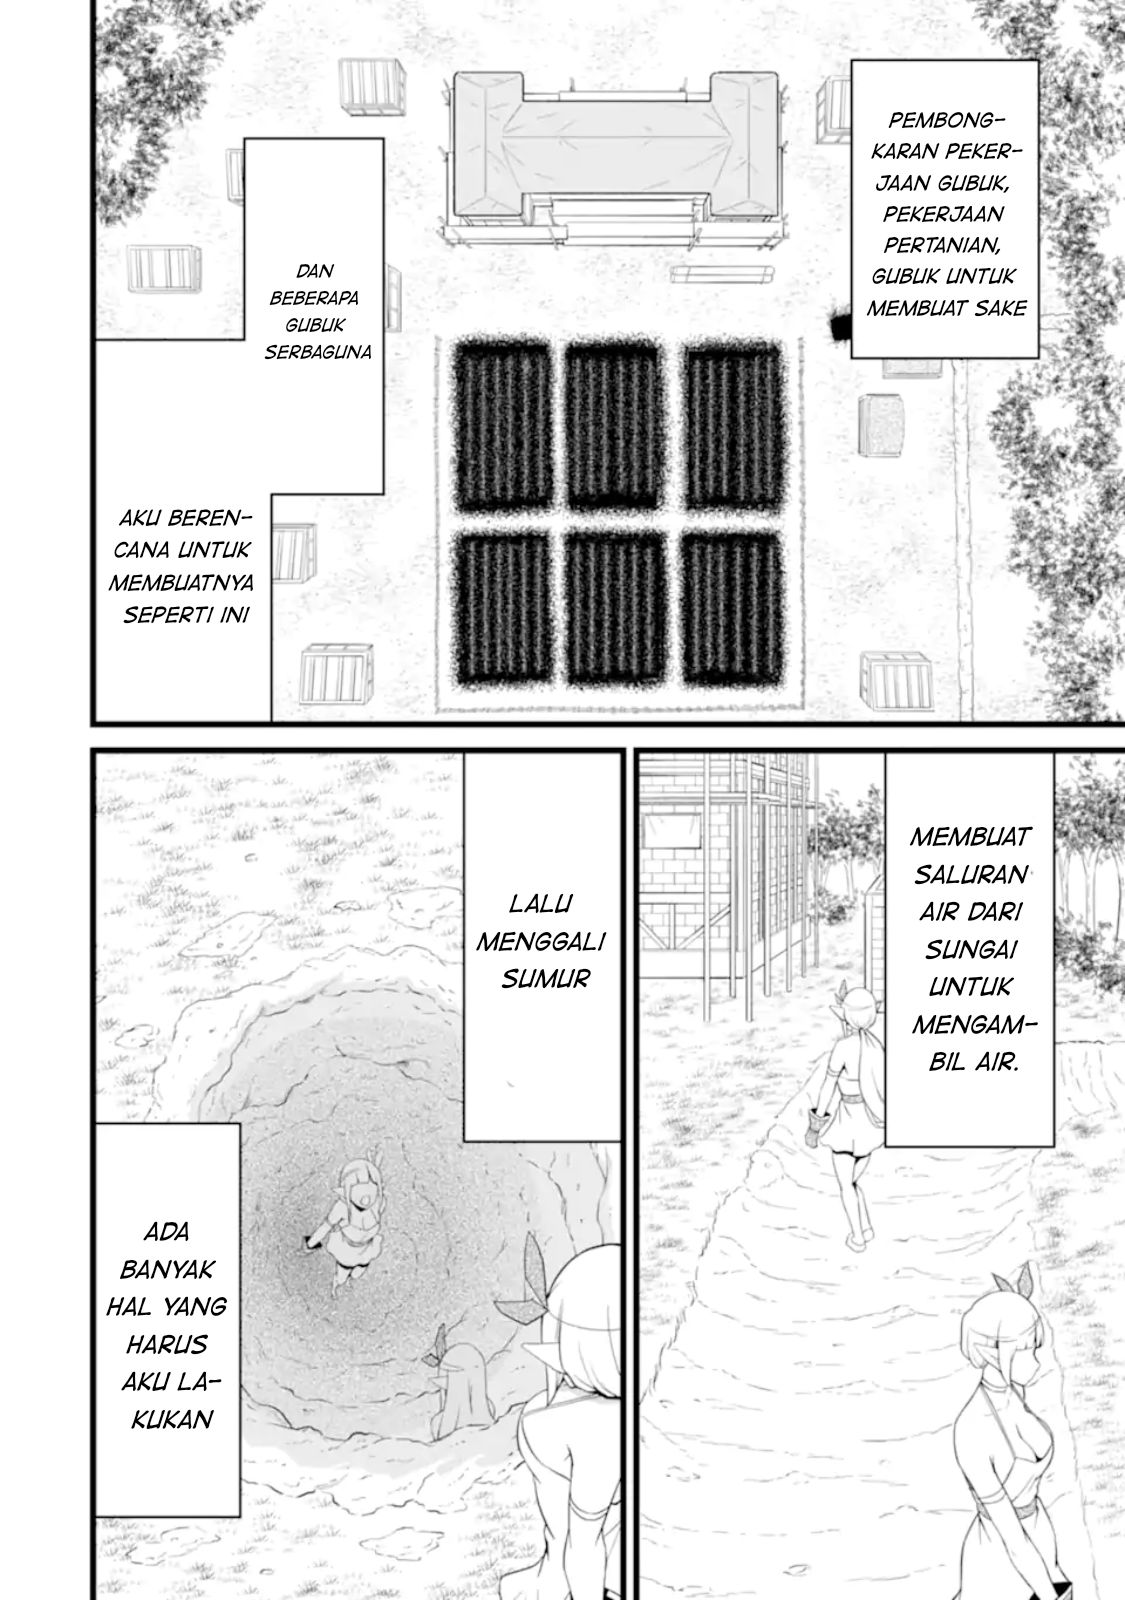 PEMBONG-
KARAN PEKER-
JAAN GUBUK,
PEKERJAAN
PERTANIAN,
GUBUK UNTUK
MEMBUAT SAKE
DAN
BEBERAPA
GUBUK
SERBAGUNA
AKU BEREN-
CANA UNTUK
MEMBUATNYA
SEPERTI INI
MEMBUAT
SALURAN
AIR DARI
SUNGAI
UNTUK
MENGAM-
BIL AIR.
LALU
MENGGALI
SUMUR
ADA
BANYAK
HAL YANG
HARUS
AKU LA-
KUKAN